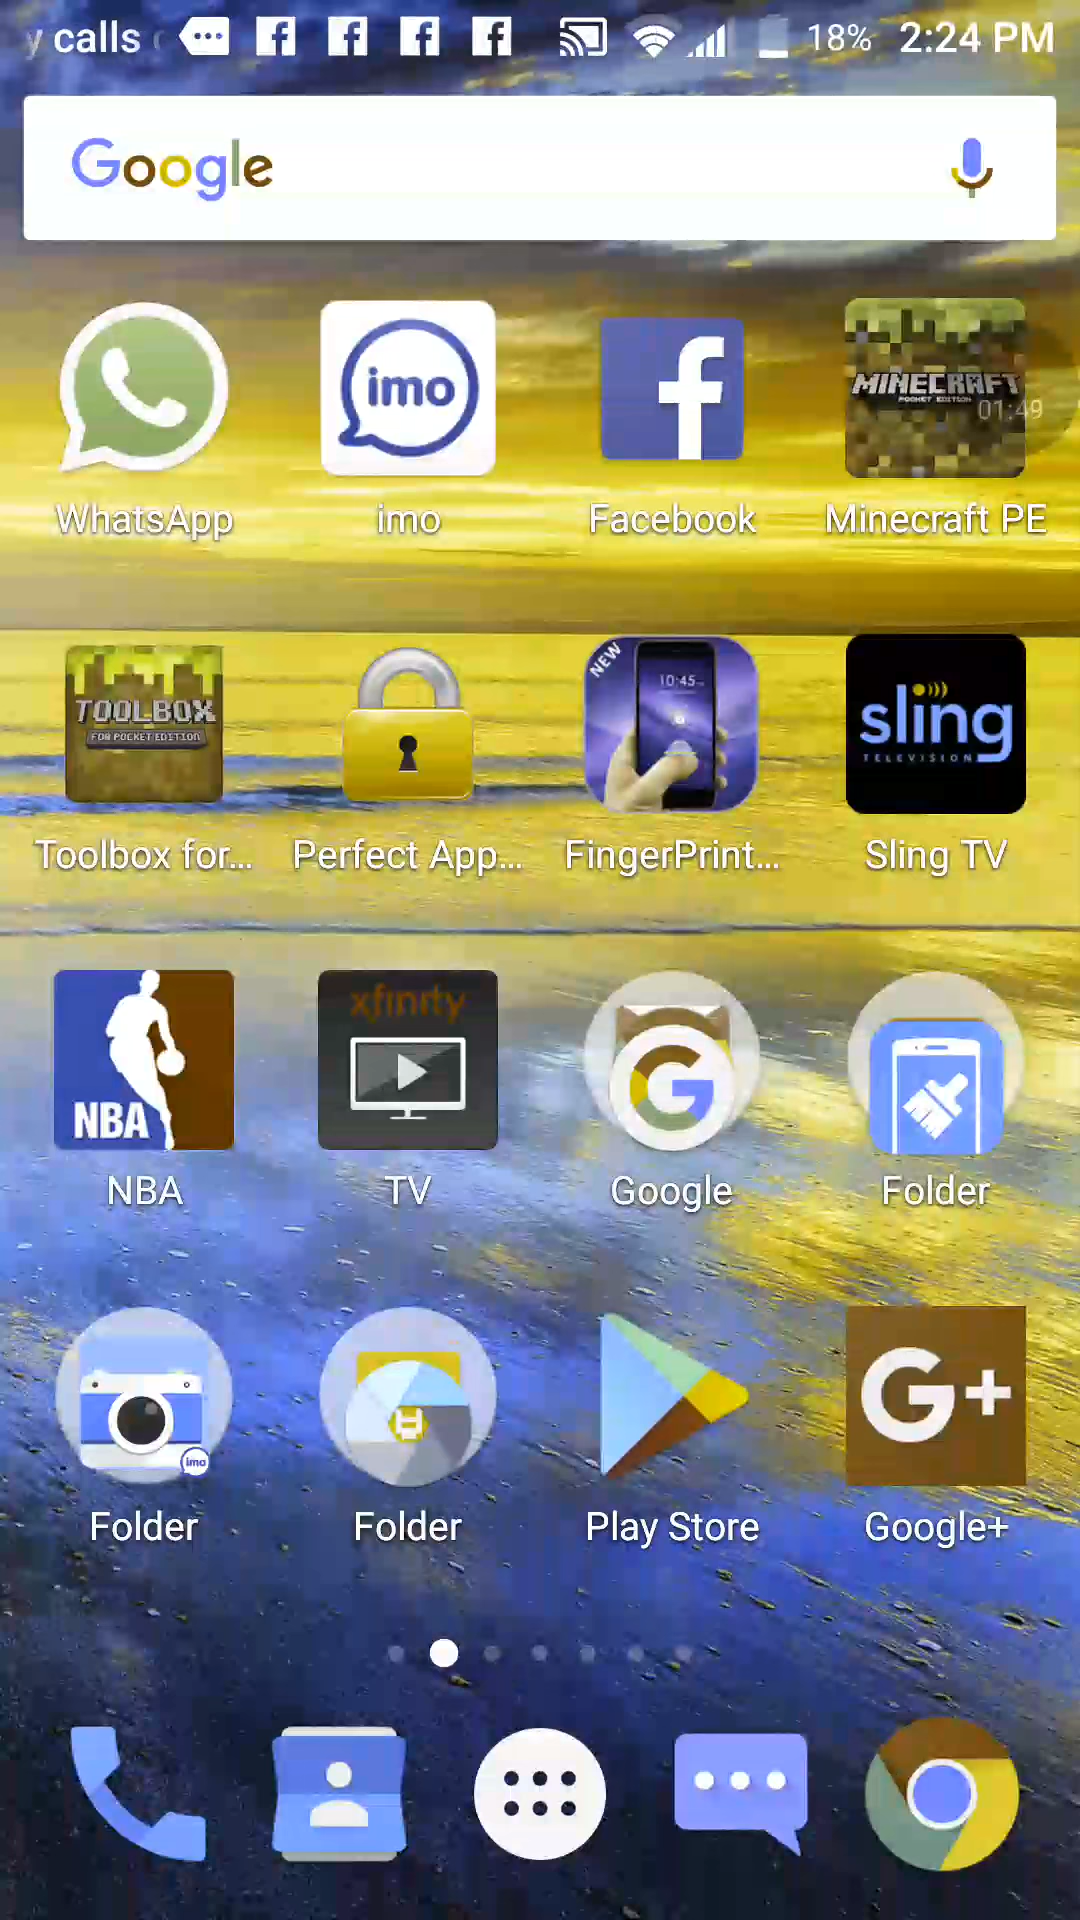 y calls
18% 2:24 PM
Google
imo
MINECRAFT
POCKET EDITION
01:49
WhatsApp imo Facebook Minecraft PE
TOOLBOX
FOR POCKET EDITION
NEW
10:45
sling
TELEVISION
Toolbox for... Perfect App... FingerPrint... Sling TV
NBA
xfinity
G
NBA TV Google Folder
imo
G+
Folder Folder Play Store Google+